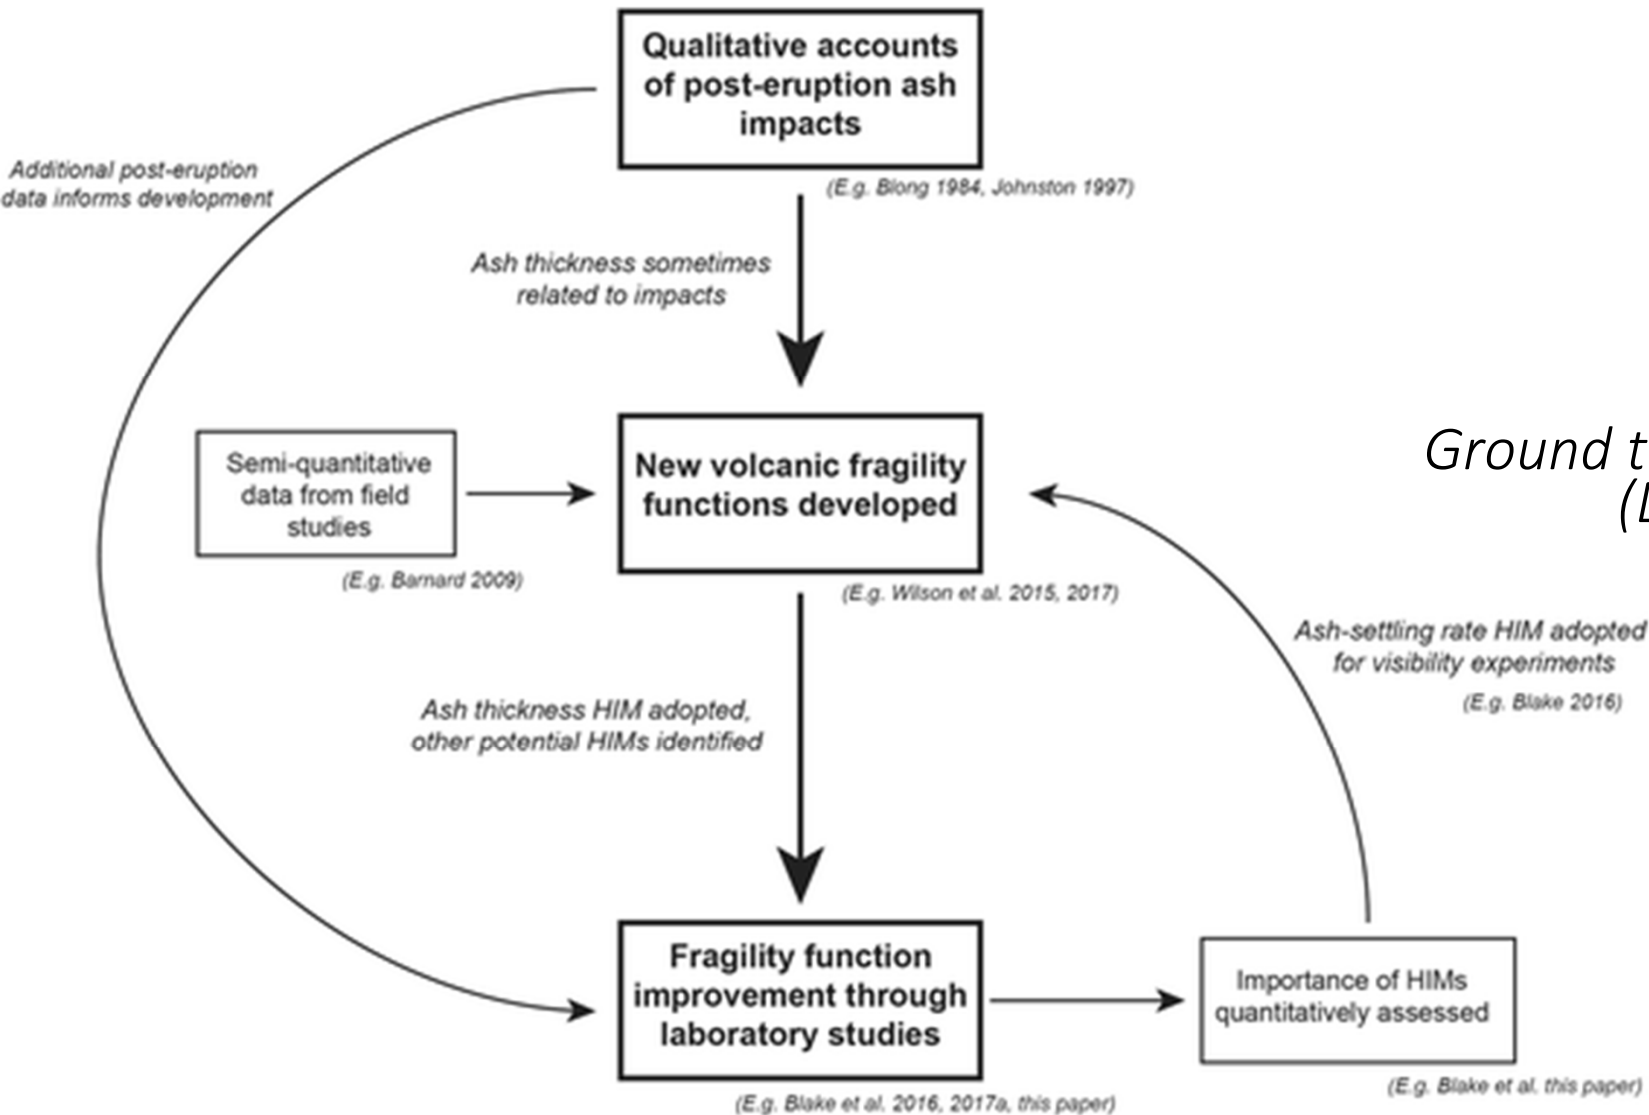 Qualitative accounts
of post-eruption ash
impacts
(E.g. Blong 1984, Johnston 1997)
Additional post-eruption
data informs development
Ash thickness sometimes
related to impacts
Semi-quantitative
data from field
studies
(E.g. Barnard 2009)
New volcanic fragility
functions developed
(E.g. Wilson et al. 2015, 2017)
Ground t
(L
Ash-settling rate HIM adopted
for visibility experiments
(E.g. Blake 2016)
Ash thickness HIM adopted,
other potential HIMs identified
Fragility function
improvement through
laboratory studies
(E.g. Blake et al. 2016, 2017a, this paper)
Importance of HIMs
quantitatively assessed
(E.g. Blake et al. this paper)